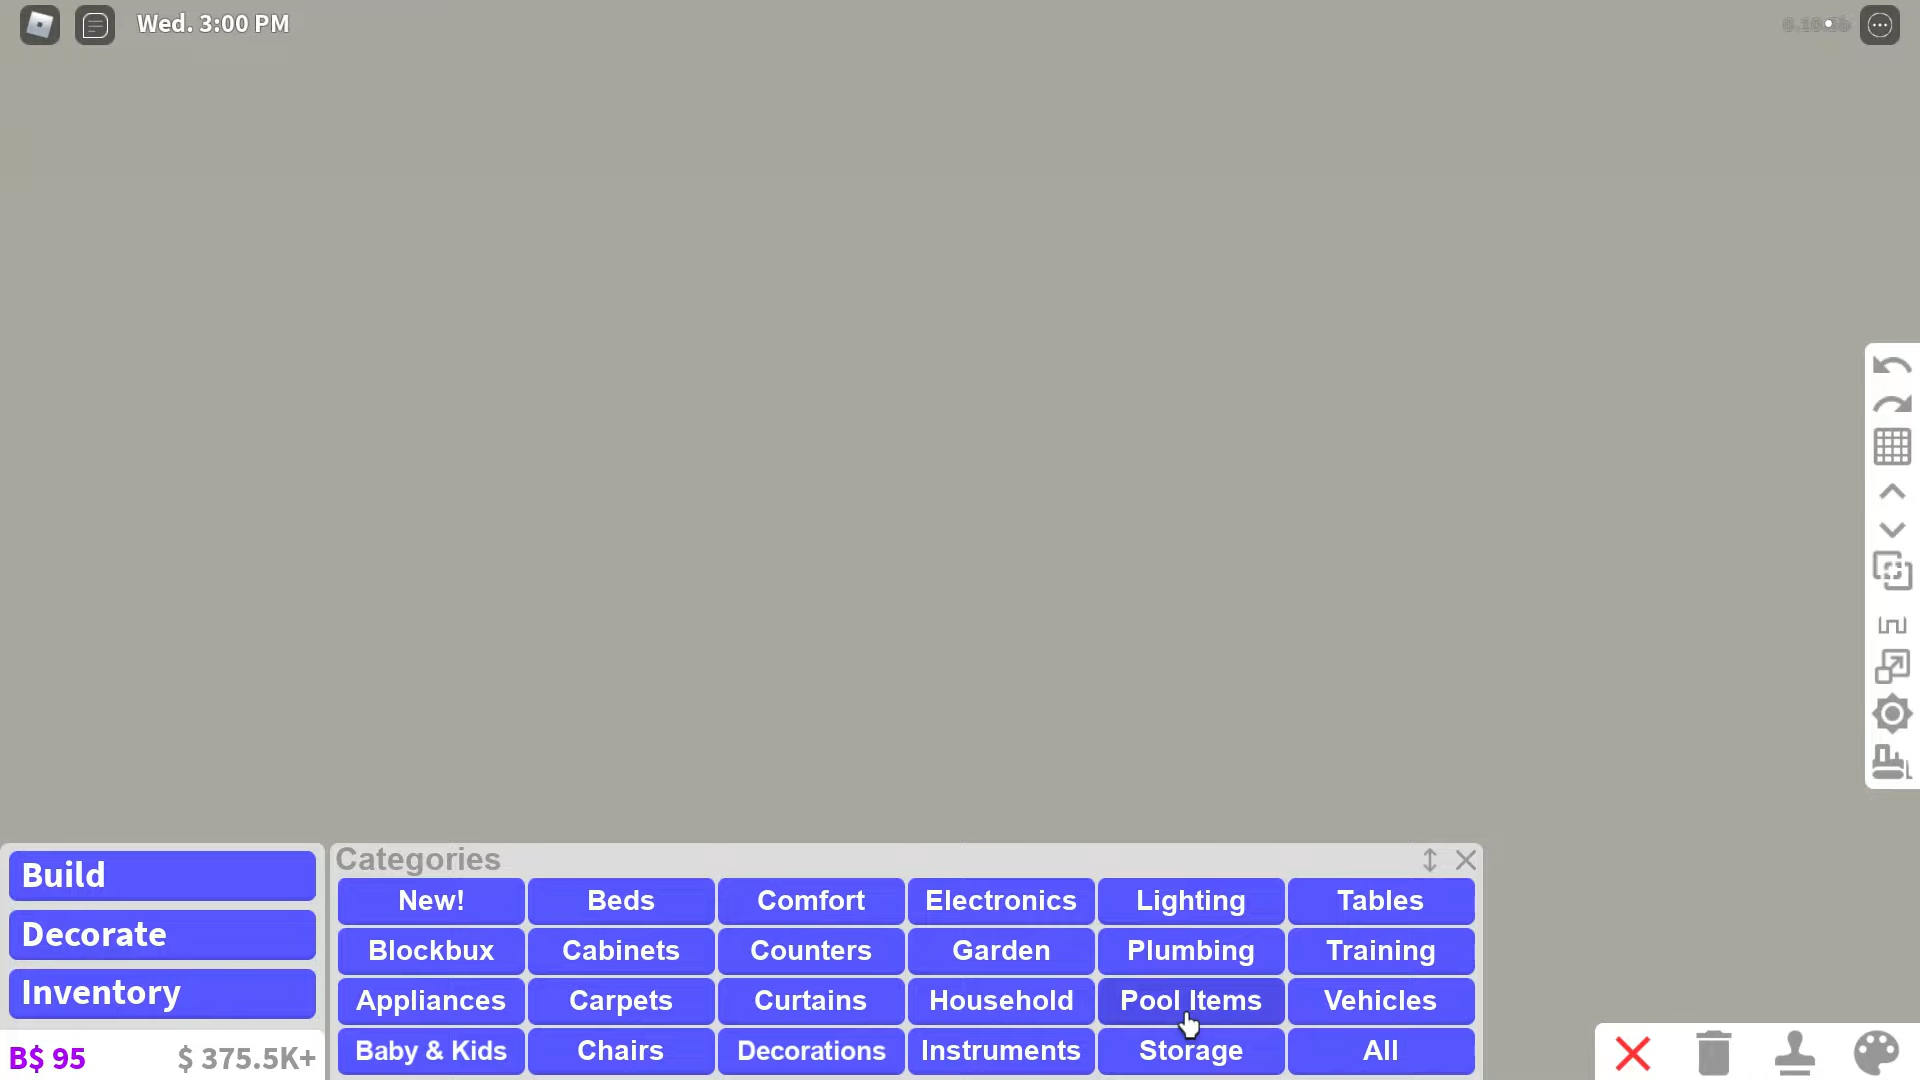 Wed. 3:00 PM
Build
Decorate
Inventory
B$ 95
$ 375.5K+
Categories
New!
Beds
Comfort
Electronics
Lighting
Tables
Blockbux
Cabinets
Counters
Garden
Plumbing
Training
Appliances
Carpets
Curtains
Household
Pool Items
Vehicles
Baby & Kids
Chairs
Decorations
Instruments
Storage
All